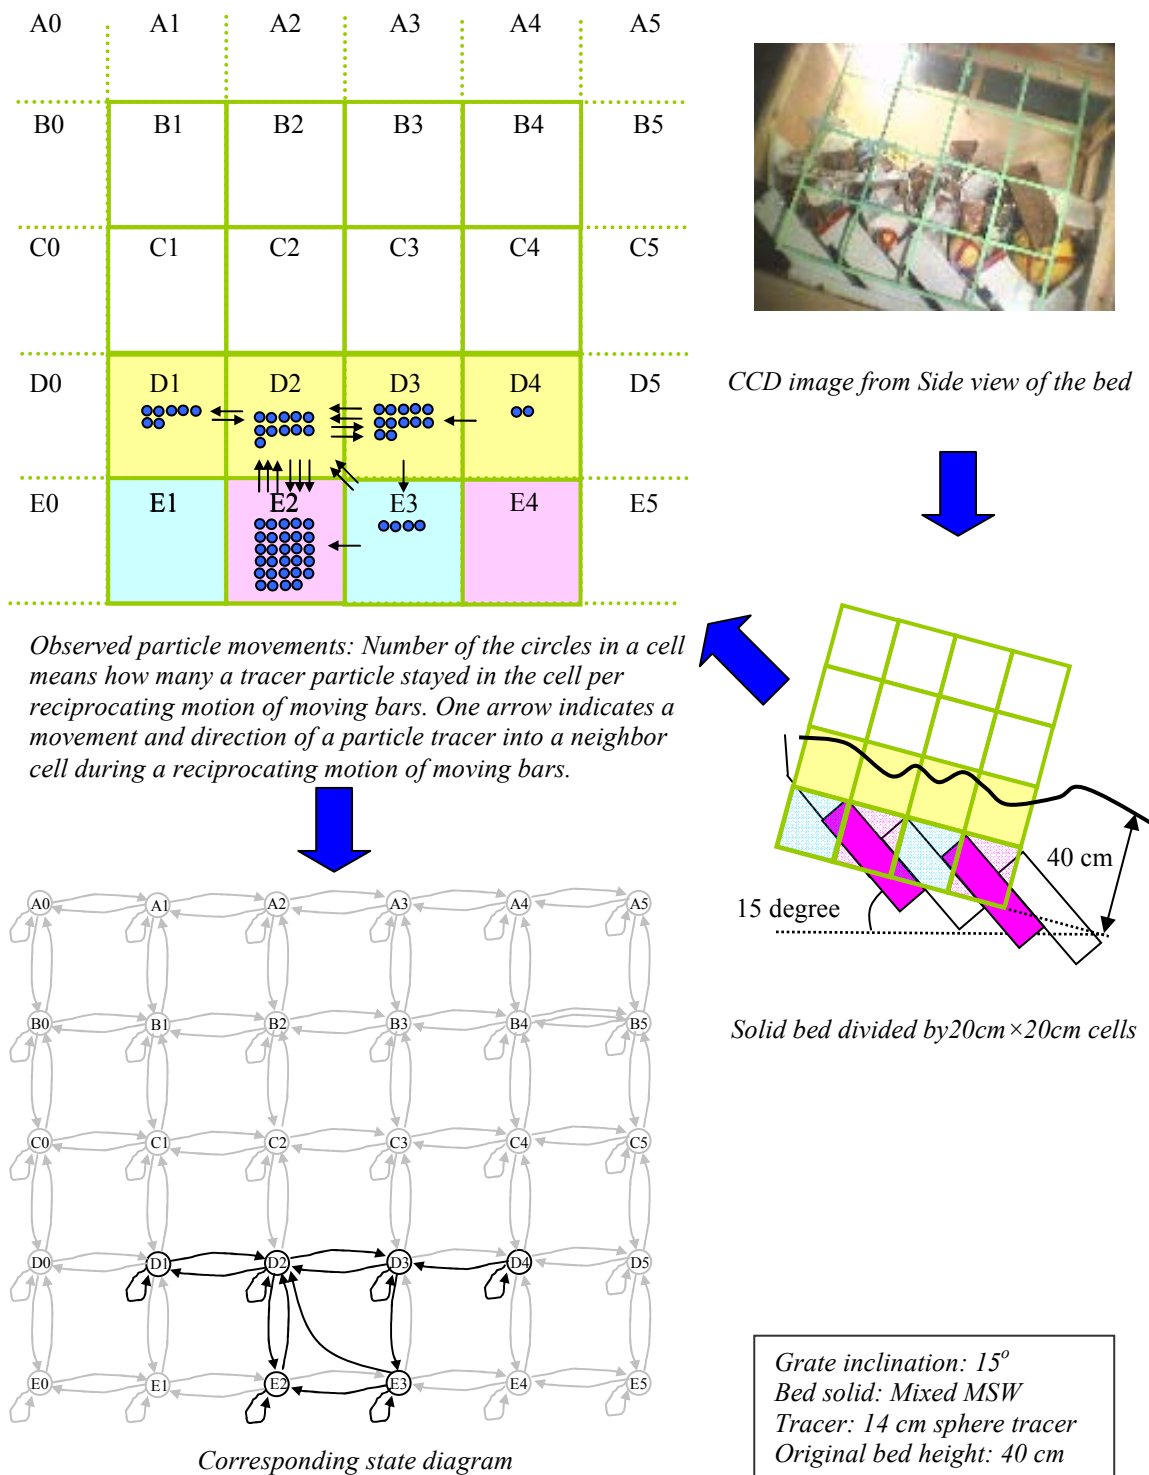 A0 A1 A2 A3 A4 A5
B0 B1 B2 B3 B4 B5
C0 C1 C2 C3 C4 C5
D0 D1 D2 D3 D4 D5
E0 E1 E2 E3 E4 E5
CCD image from Side view of the bed
Observed particle movements: Number of the circles in a cell
means how many a tracer particle stayed in the cell per
reciprocating motion of moving bars. One arrow indicates a
movement and direction of a particle tracer into a neighbor
cell during a reciprocating motion of moving bars.
40 cm
15 degree
Solid bed divided by20cm×20cm cells
A0 A1 A2 A3 A4 A5
B0 B1 B2 B3 B4 B5
C0 C1 C2 C3 C4 C5
D0 D1 D2 D3 D4 D5
E0 E1 E2 E3 E4 E5
Corresponding state diagram
Grate inclination: 15o
Bed solid: Mixed MSW
Tracer: 14 cm sphere tracer
Original bed height: 40 cm